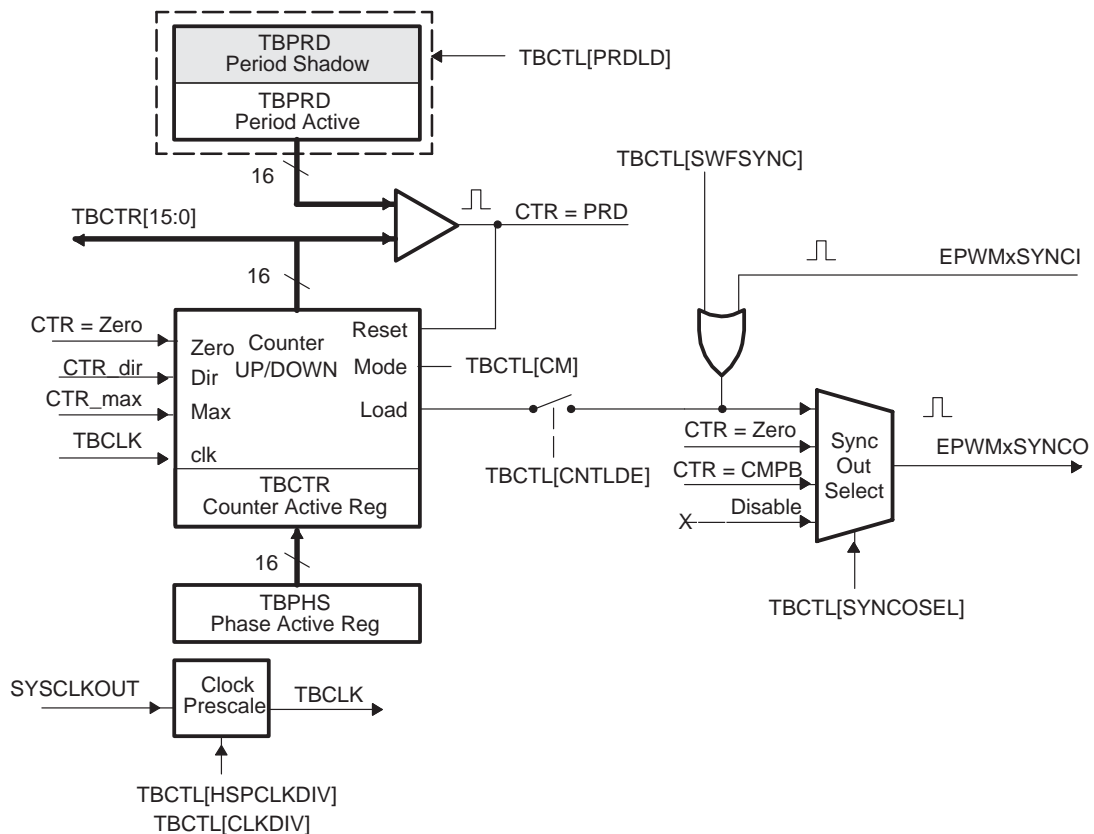 TBPRD
Period Shadow
TBCTL[PRDLD]
TBPRD
Period Active
16
TBCTL[SWFSYNC]
TBCTR[15:0]
CTR = PRD
EPWMxSYNCI
16
CTR = Zero
Reset
Zero
Counter
UP/DOWN
CTR_dir
Dir
Mode
TBCTL[CM]
CTR_max
Max
Load
TBCLK
clk
CTR = Zero
Sync
Out
Select
EPWMxSYNCO
CTR = CMPB
TBCTL[CNTLDE]
Disable
X
TBCTR
Counter Active Reg
16
TBPHS
Phase Active Reg
TBCTL[SYNCOSEL]
SYSCLKOUT
Clock
Prescale
TBCLK
TBCTL[HSPCLKDIV]
TBCTL[CLKDIV]